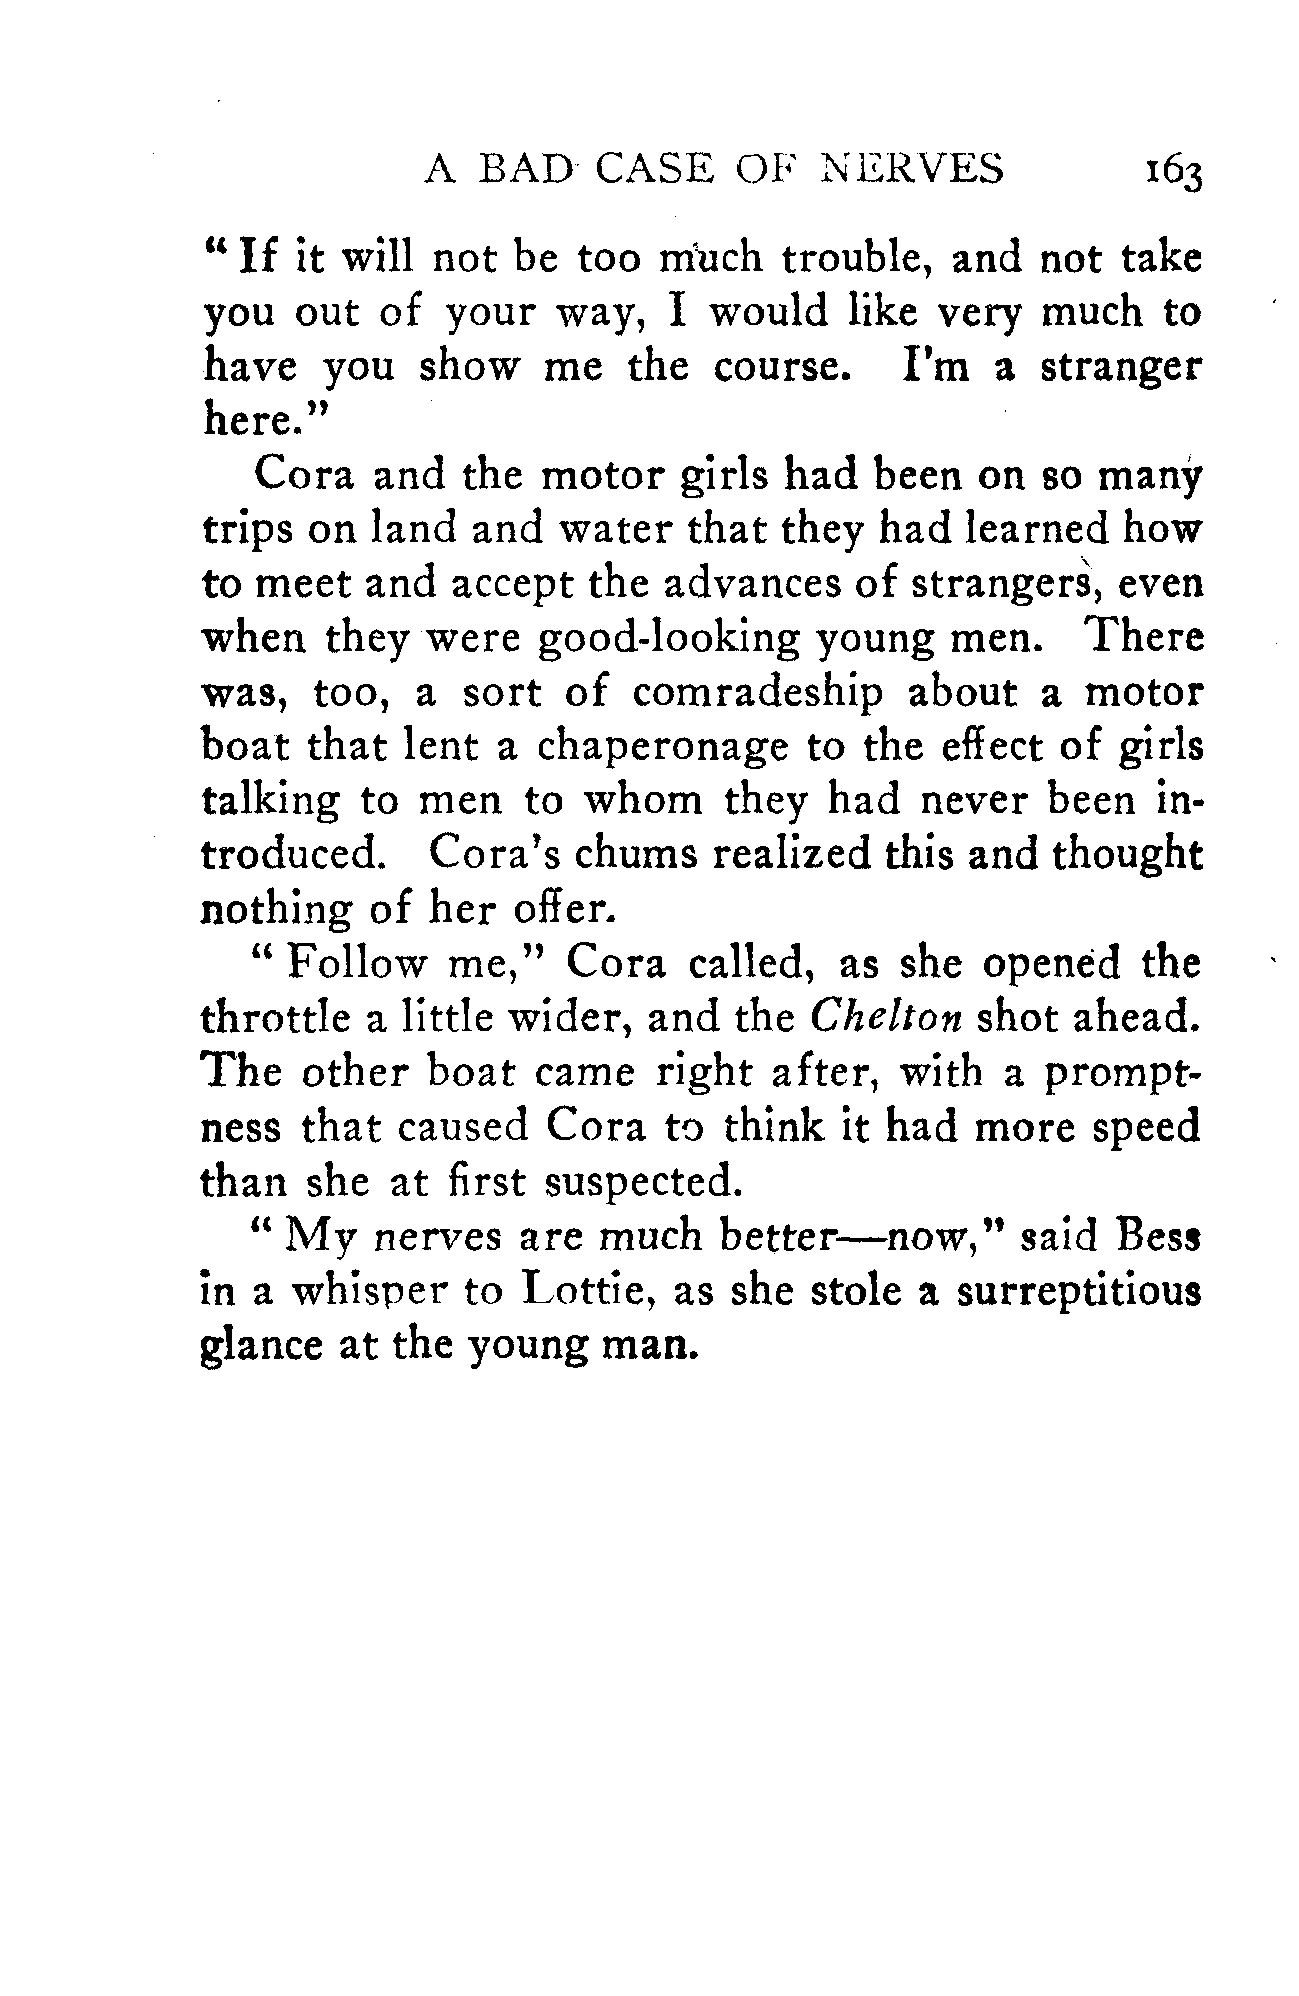 A BAD CASE OF NERVES 163
" If it will not be too much trouble, and not take
you out of your way, I would like very much to
have you show me the course. I'm a stranger
here."
Cora and the motor girls had been on so many
trips on land and water that they had learned how
to meet and accept the advances of strangers, even
when they were good-looking young men. There
was, too, a sort of comradeship about a motor
boat that lent a chaperonage to the effect of girls
talking to men to whom they had never been in-
troduced. Cora's chums realized this and thought
nothing of her offer.
" Follow me," Cora called, as she opened the
throttle a little wider, and the Chelton shot ahead.
The other boat came right after, with a prompt-
ness that caused Cora to think it had more speed
than she at first suspected.
" My nerves are much better—now," said Bess
in a whisper to Lottie, as she stole a surreptitious
glance at the young man.